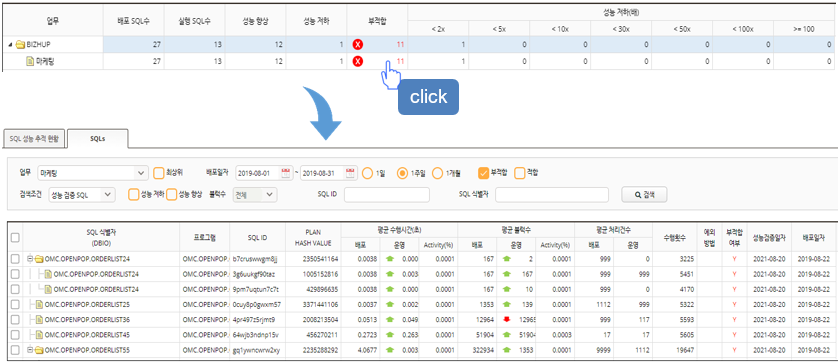 업무 배포 SQL수 실행 SQL수 성능 향상 성능 저하 부적합 성능 저하(배)
< 2x < 5x < 10x < 30x < 50x < 100x >= 100
BIZHUP 27 13 12 1 X 11 1 0 0 0 0 0 0
마케팅 27 13 12 1 X 11 1 0 0 0 0 0 0
click
SQL 성능 추적 현황 SQLs
업무 마케팅 최상위 배포일자 2019-08-01 ~ 2019-08-31 1일 1주일 1개월 부적합 적합
검색조건 성능 검증 SQL 성능 저하 성능 향상 블럭수 전체 SQL ID SQL 식별자 검색
SQL 식별자 (DBIO) 프로그램 SQL ID PLAN HASH VALUE 평균 수행시간(초) 평균 블럭수 평균 처리건수 수행횟수 예외 방법 부적합 여부 성능검증일자 배포일자
배포 운영 Activity(%) 배포 운영 Activity(%) 배포 운영
OMC.OPENPOP.ORDERLIST24 OMC.OPENPOP. b7cruswwgm8jj 2350541164 0.0038 0.000 0.0001 167 2 0.0001 999 0 3225 Y 2021-08-20 2019-08-22
OMC.OPENPOP.ORDERLIST24 OMC.OPENPOP. 3g6uukgf90taz 1005152816 0.0038 0.003 0.0001 167 167 0.0001 999 999 5451 Y 2021-08-20 2019-08-22
OMC.OPENPOP.ORDERLIST24 OMC.OPENPOP. 9pm7uqtun7c7t 429896635 0.0038 0.000 0.0001 167 10 0.0001 999 0 4170 Y 2021-08-20 2019-08-22
OMC.OPENPOP.ORDERLIST25 OMC.OPENPOP. 0cuy8p0gwxm57 3371441106 0.0037 0.002 0.0001 1353 139 0.0001 1112 999 5322 Y 2021-08-20 2019-08-22
OMC.OPENPOP.ORDERLIST36 OMC.OPENPOP. 4pr497z5rjmt9 2008213504 0.0513 0.049 0.0001 12964 12965 0.0001 999 117 5593 Y 2021-08-20 2019-08-22
OMC.OPENPOP.ORDERLIST45 OMC.OPENPOP. 64wjb3ndnp15v 456270211 0.2723 0.263 0.0001 51904 51904 0.0003 17 17 5605 Y 2021-08-20 2019-08-22
OMC.OPENPOP.ORDERLIST55 OMC.OPENPOP. gq1ywncwrw2xy 2235288292 4.0677 0.003 0.0001 322934 1353 0.0001 9999 1112 19647 Y 2021-08-20 2019-08-22